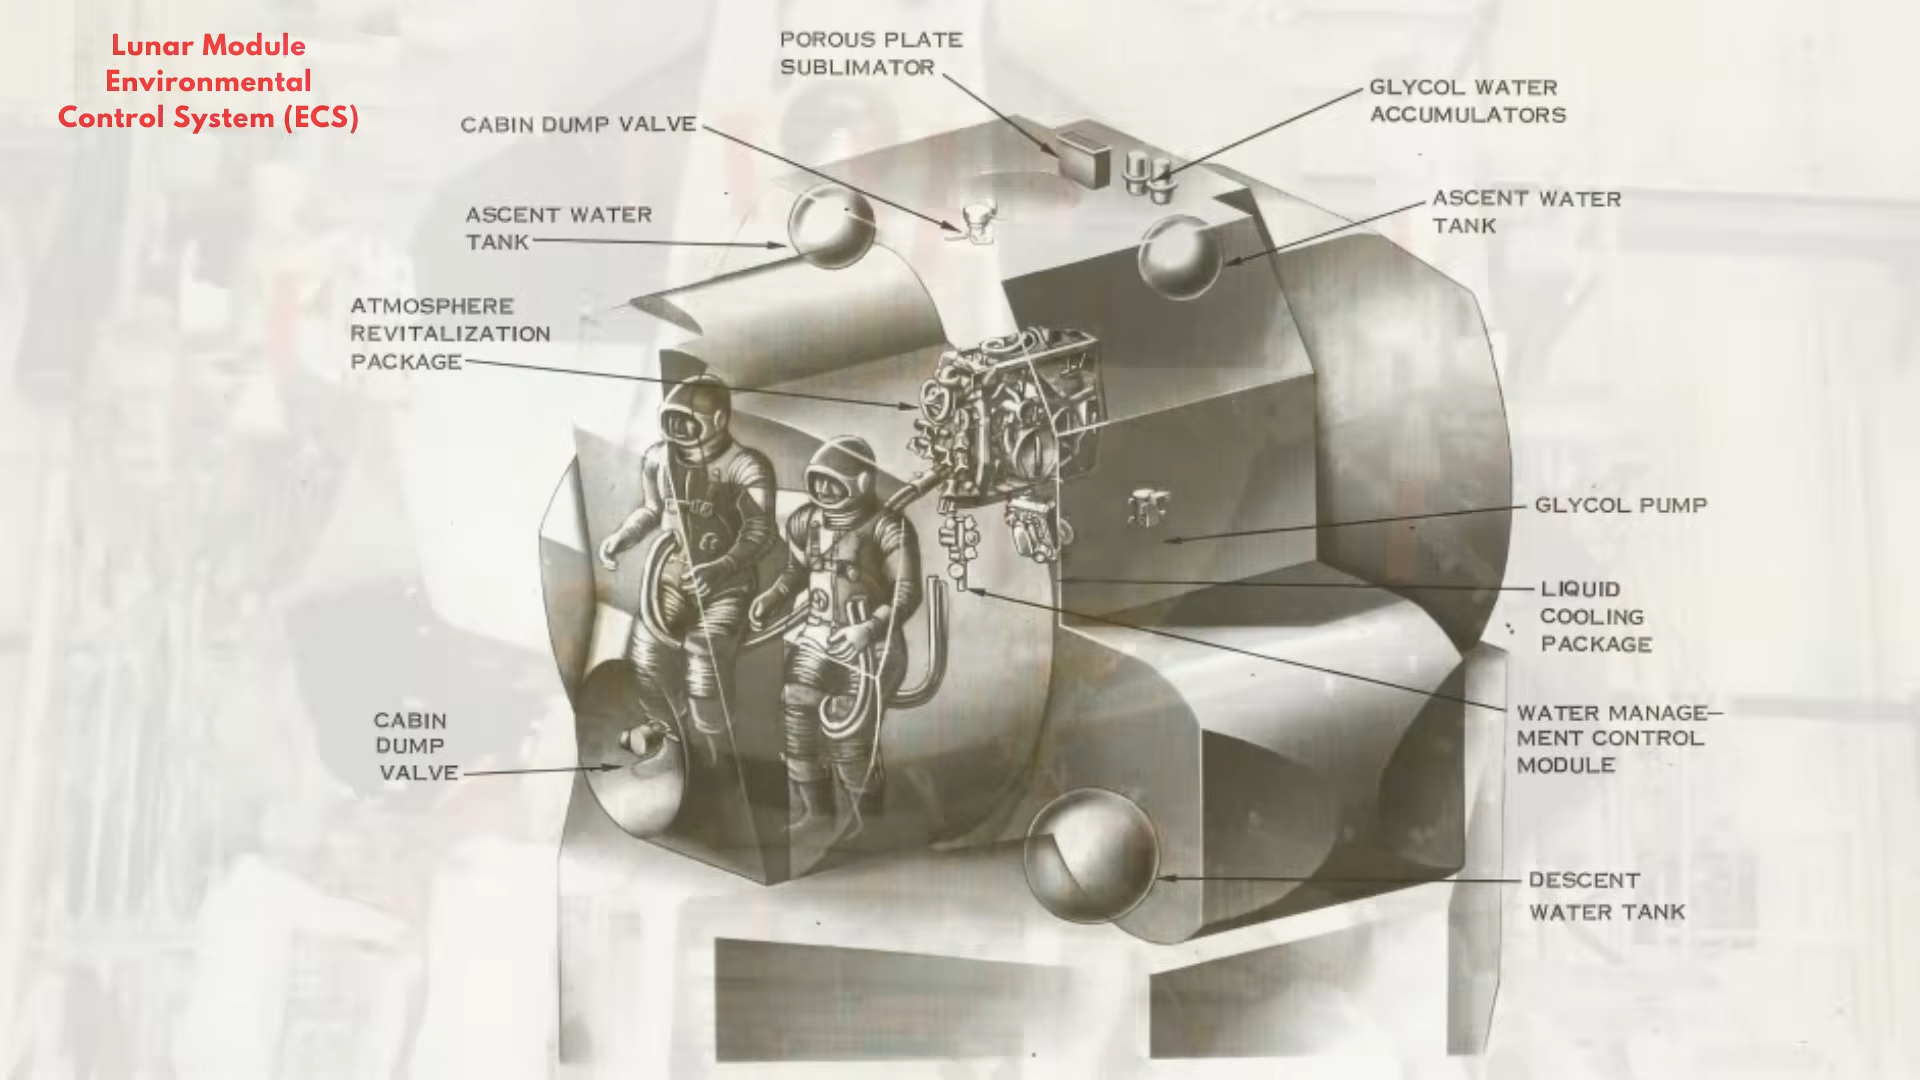 Lunar Module
Environmental
Control System (ECS)
POROUS PLATE
SUBLIMATOR
GLYCOL WATER
ACCUMULATORS
CABIN DUMP VALVE
ASCENT WATER
TANK
ASCENT WATER
TANK
ATMOSPHERE
REVITALIZATION
PACKAGE
GLYCOL PUMP
LIQUID
COOLING
PACKAGE
WATER MANAGE-
MENT CONTROL
MODULE
CABIN
DUMP
VALVE
DESCENT
WATER TANK